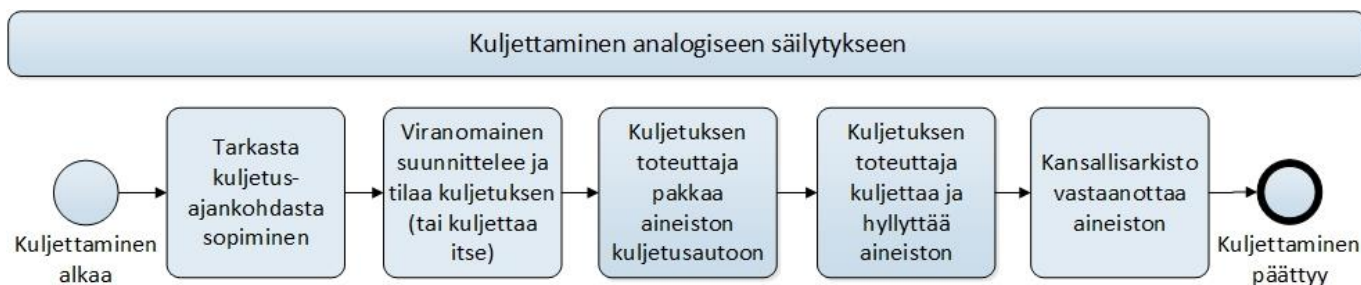 Kuljettaminen analogiseen säilytykseen
Kuljettaminen
alkaa
Tarkasta
kuljetus-
ajankohdasta
sopiminen
Viranomainen
suunnittelee ja
tilaa kuljetuksen
(tai kuljettaa
itse)
Kuljetuksen
toteuttaja
pakkaa
aineiston
kuljetusautoon
Kuljetuksen
toteuttaja
kuljettaa ja
hyllyttää
aineiston
Kansallisarkisto
vastaanottaa
aineiston
Kuljettaminen
päättyy